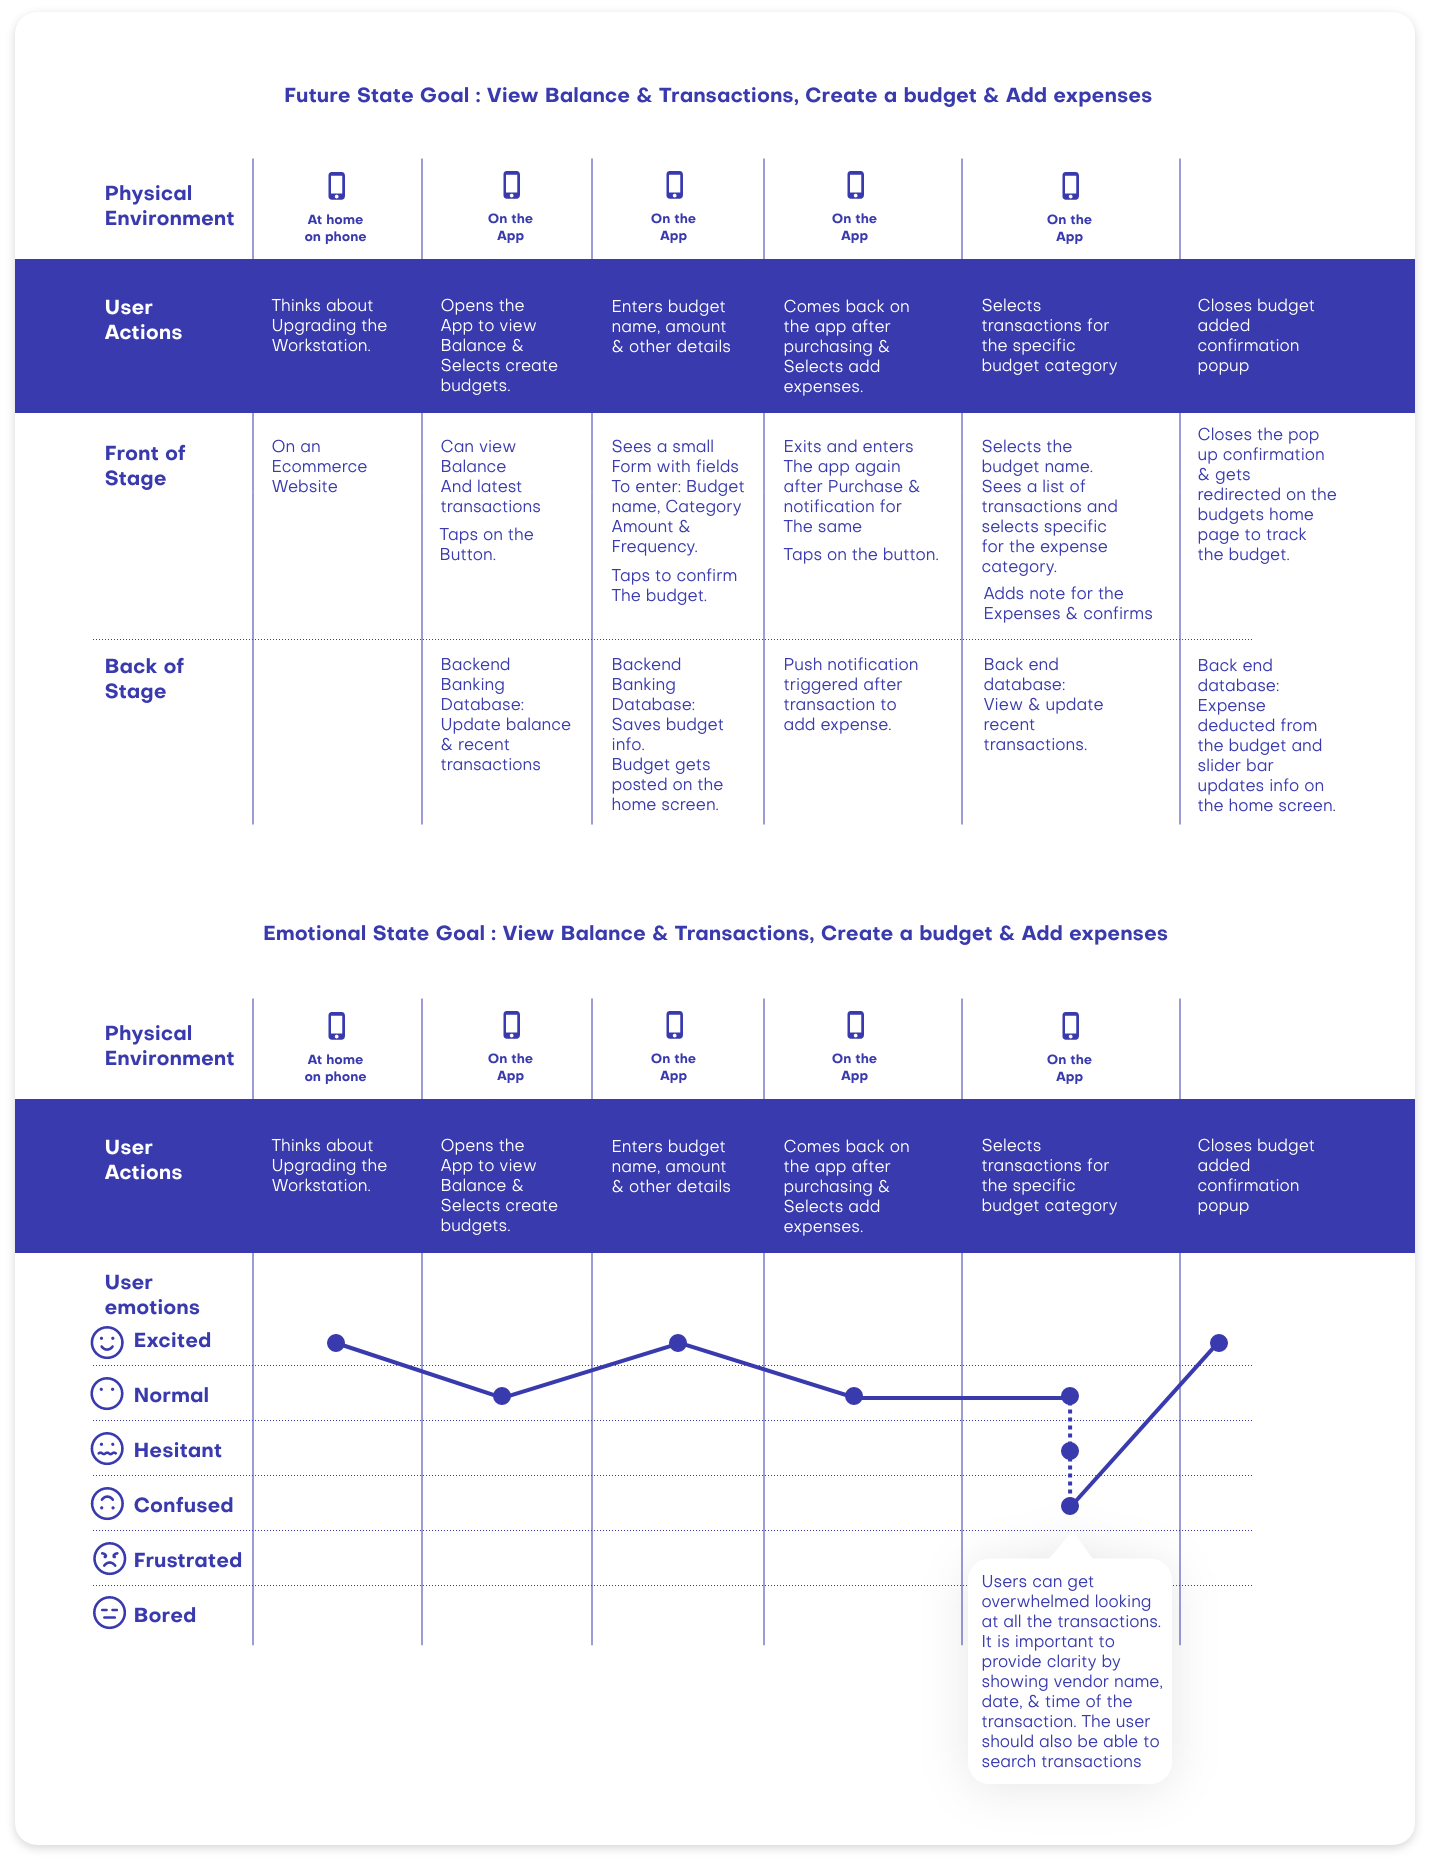 Future State Goal : View Balance & Transactions, Create a budget & Add expenses
Physical
Environment
At home
on phone
On the
App
On the
App
On the
App
On the
App
User
Actions
Thinks about
Upgrading the
Workstation.
Opens the
App to view
Balance &
Selects create
budgets.
Enters budget
name, amount
& other details
Comes back on
the app after
purchasing &
Selects add
expenses.
Selects
transactions for
the specific
budget category
Closes budget
added
confirmation
popup
Front of
Stage
On an
Ecommerce
Website
Can view
Balance
And latest
transactions
Taps on the
Button.
Sees a small
Form with fields
To enter: Budget
name, Category
Amount &
Frequency.
Taps to confirm
The budget.
Exits and enters
The app again
after Purchase &
notification for
The same
Taps on the button.
Selects the
budget name.
Sees a list of
transactions and
selects specific
for the expense
category.
Adds note for the
Expenses & confirms
Closes the pop
up confirmation
& gets
redirected on the
budgets home
page to track
the budget.
Back of
Stage
Backend
Banking
Database:
Update balance
& recent
transactions
Backend
Banking
Database:
Saves budget
info.
Budget gets
posted on the
home screen.
Push notification
triggered after
transaction to
add expense.
Back end
database:
View & update
recent
transactions.
Back end
database:
Expense
deducted from
the budget and
slider bar
updates info on
the home screen.
Emotional State Goal : View Balance & Transactions, Create a budget & Add expenses
Physical
Environment
At home
on phone
On the
App
On the
App
On the
App
On the
App
User
Actions
Thinks about
Upgrading the
Workstation.
Opens the
App to view
Balance &
Selects create
budgets.
Enters budget
name, amount
& other details
Comes back on
the app after
purchasing &
Selects add
expenses.
Selects
transactions for
the specific
budget category
Closes budget
added
confirmation
popup
User
emotions
Excited
Normal
Hesitant
Confused
Frustrated
Bored
Users can get
overwhelmed looking
at all the transactions.
It is important to
provide clarity by
showing vendor name,
date, & time of the
transaction. The user
should also be able to
search transactions